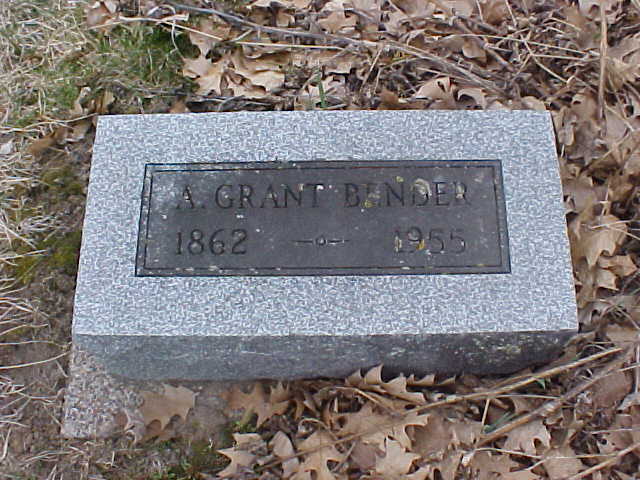 A. GRANT BENDER
1862 —o— 1955